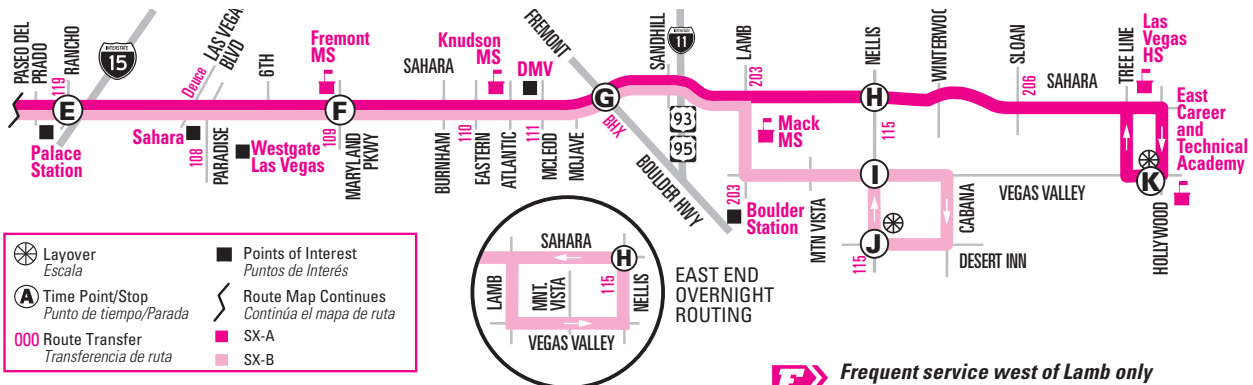 PASEO DEL
PRADO
RANCHO
119
INTERSTATE
15
E
Palace
Station
Deuce
LAS VEGAS
BLVD
Sahara
108
PARADISE
6TH
Westgate
Las Vegas
Fremont
MS
F
109
MARYLAND
PKWY
SAHARA
BURNHAM
Knudson
MS
110
EASTERN
ATLANTIC
DMV
111
MCLEOD
MOJAVE
FREMONT
G
BHX
BOULDER HWY
SANDHILL
INTERSTATE
11
93
95
LAMB
203
Mack
MS
203
Boulder
Station
NELLIS
H
115
MTN VISTA
I
J
115
WINTERWOOD
CABANA
DESERT INN
SLOAN
206
SAHARA
VEGAS VALLEY
TREE LINE
Las
Vegas
HS
East
Career
and
Technical
Academy
K
HOLLYWOOD
Layover
Escala
A Time Point/Stop
Punto de tiempo/Parada
000 Route Transfer
Transferencia de ruta
Points of Interest
Puntos de Interés
Route Map Continues
Continúa el mapa de ruta
SX-A
SX-B
SAHARA
H
LAMB
MNT.
VISTA
115
NELLIS
VEGAS VALLEY
EAST END
OVERNIGHT
ROUTING
F Frequent service west of Lamb only